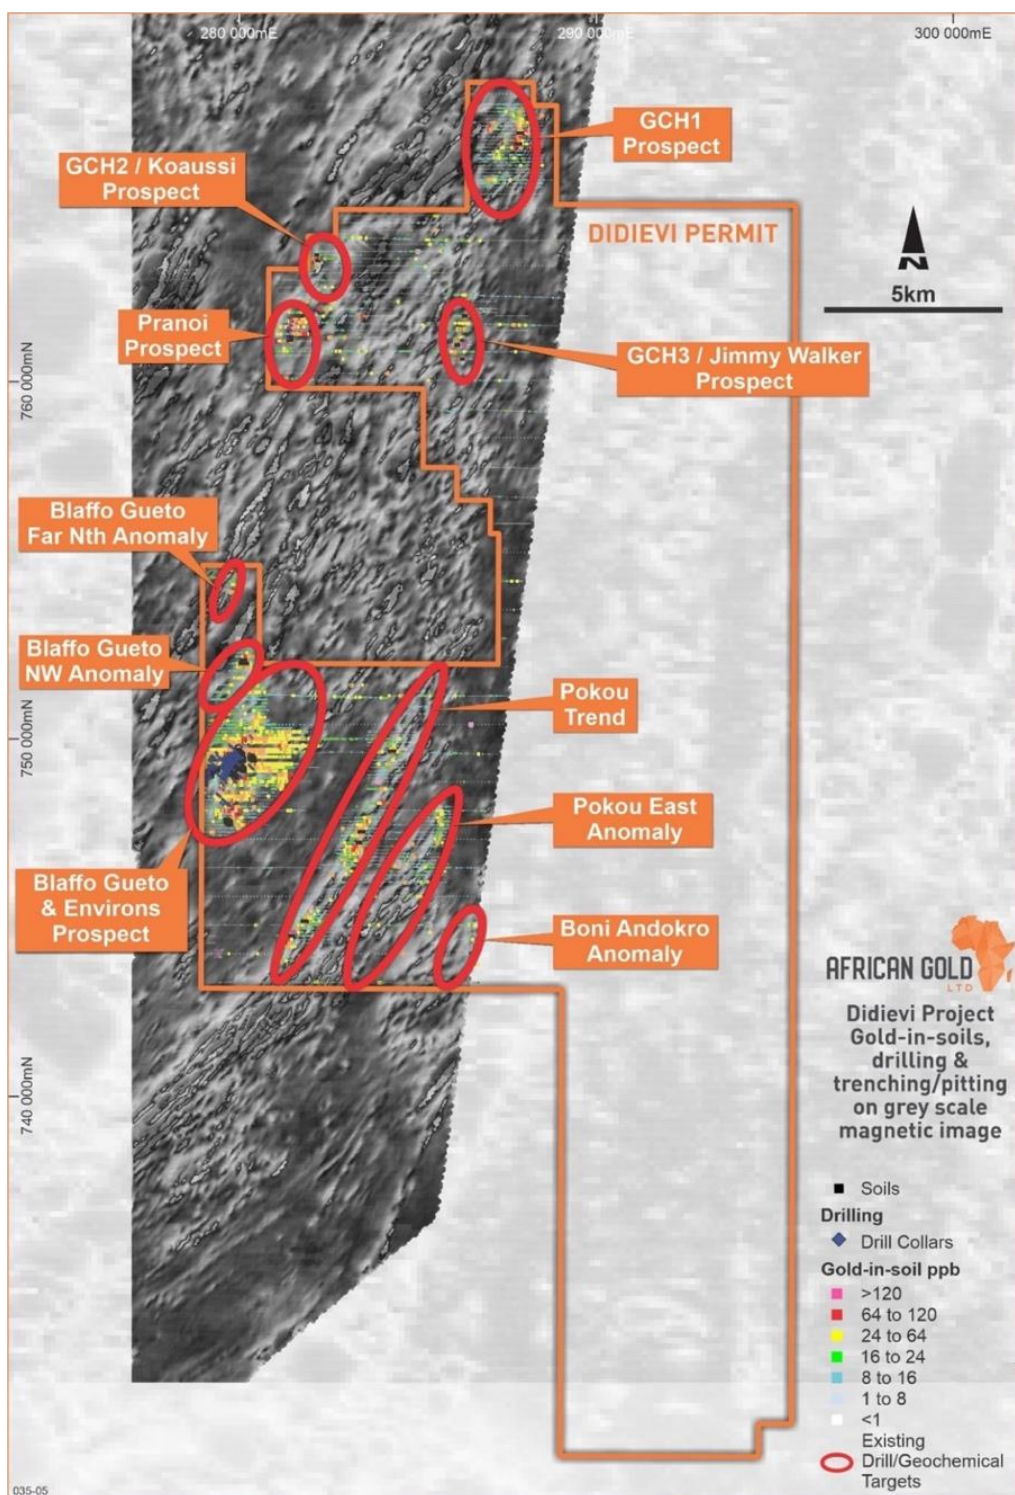 280 000mE
290 000mE
300 000mE
GCH1
Prospect
GCH2 / Koaussi
Prospect
DIDIEVI PERMIT
N
5km
Pranoi
Prospect
GCH3 / Jimmy Walker
Prospect
760 000mN
Blaffo Gueto
Far Nth Anomaly
Blaffo Gueto
NW Anomaly
Pokou
Trend
750 000mN
Pokou East
Anomaly
Blaffo Gueto
& Environs
Prospect
Boni Andokro
Anomaly
AFRICAN GOLD
LTD
Didievi Project
Gold-in-soils,
drilling &
trenching/pitting
on grey scale
magnetic image
740 000mN
Soils
Drilling
Drill Collars
Gold-in-soil ppb
>120
64 to 120
24 to 64
16 to 24
8 to 16
1 to 8
<1
Existing
Drill/Geochemical
Targets
035-05